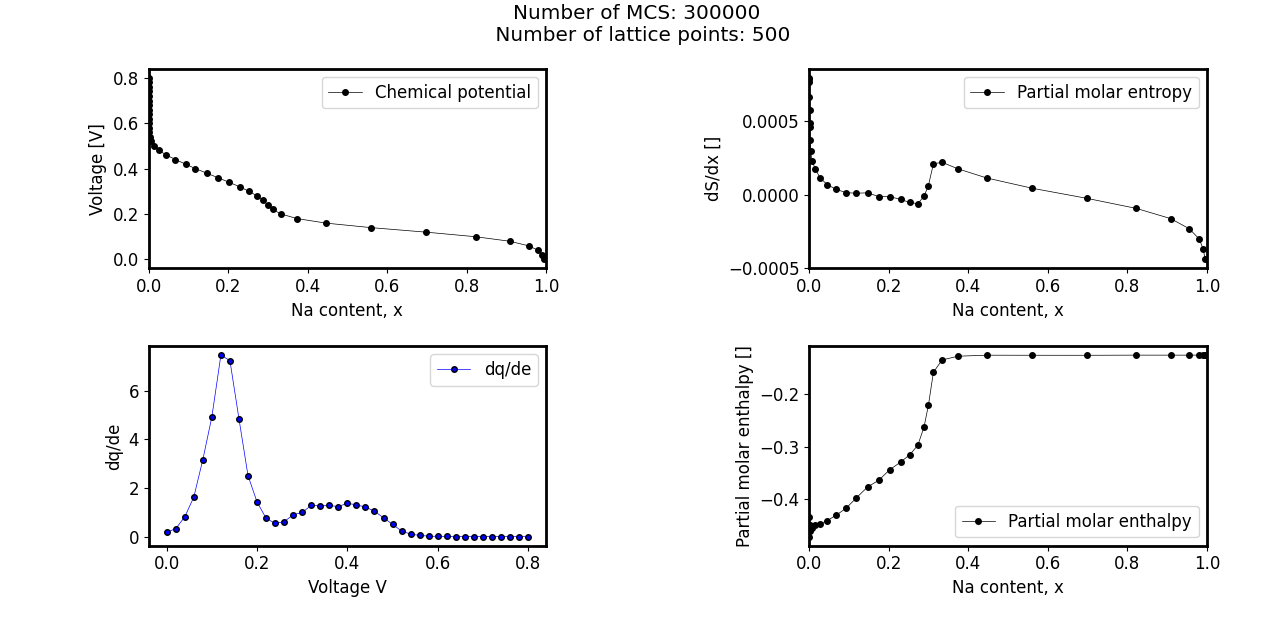 Number of MCS: 300000
Number of lattice points: 500
Voltage [V]
0.8
0.6
0.4
0.2
0.0
Chemical potential
0.0 0.2 0.4 0.6 0.8 1.0
Na content, x
dS/dx []
0.0005
0.0000
−0.0005
Partial molar entropy
0.0 0.2 0.4 0.6 0.8 1.0
Na content, x
dq/de
6
4
2
0
dq/de
0.0 0.2 0.4 0.6 0.8
Voltage V
Partial molar enthalpy []
−0.2
−0.3
−0.4
Partial molar enthalpy
0.0 0.2 0.4 0.6 0.8 1.0
Na content, x